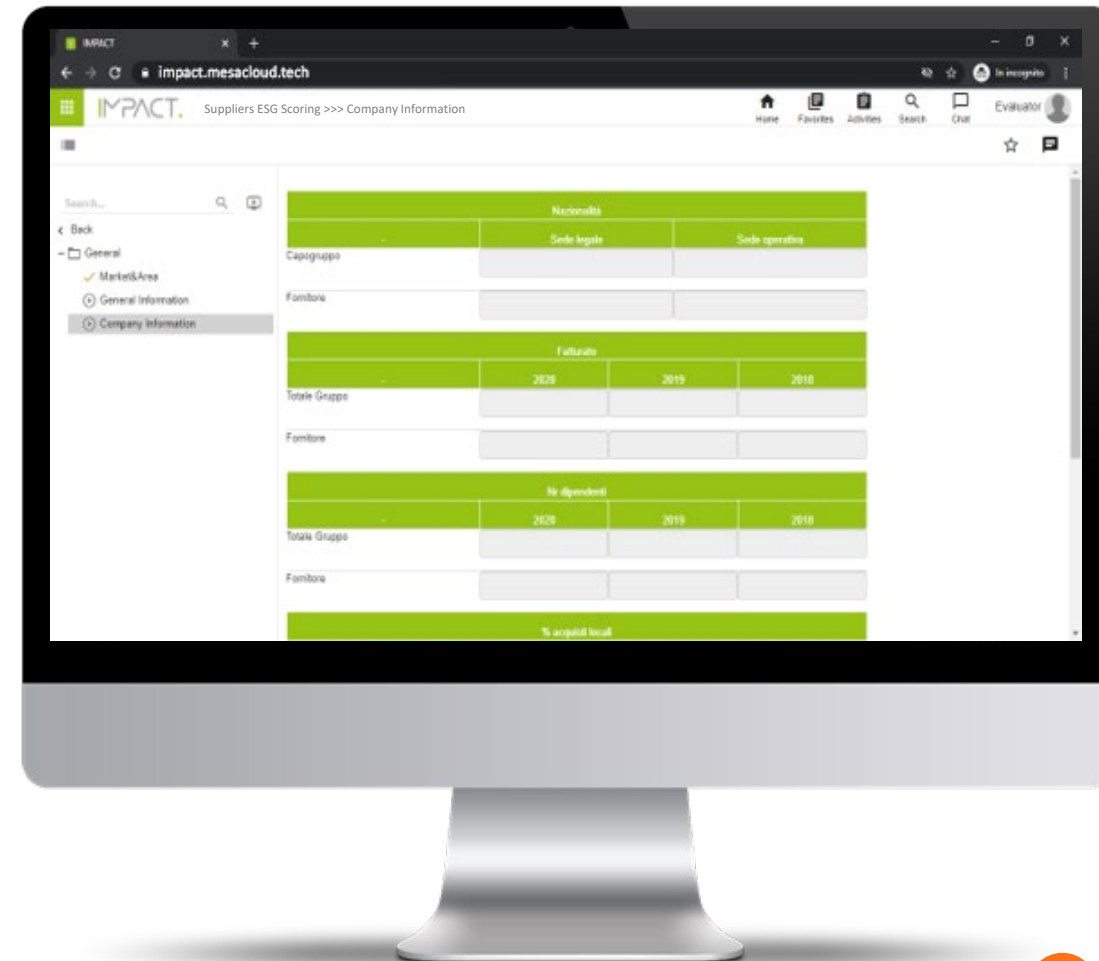 IMPACT
impact.mesacloud.tech
In incognito
IMPACT. Suppliers ESG Scoring >>> Company Information
Home Favorites Activities Search Chat Evaluator
Search...
Back
General
Market&Area
General Information
Company Information
Nazionalità
- Sede legale Sede operativa
Capogruppo
Fornitore
Fatturato
- 2020 2019 2018
Totale Gruppo
Fornitore
Nr dipendenti
- 2020 2019 2018
Totale Gruppo
Fornitore
% acquisti locali